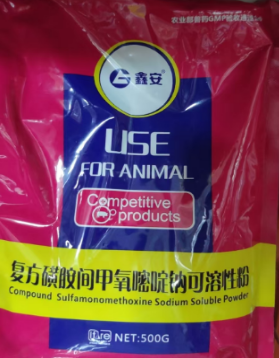 鑫安
USE
FOR ANIMAL
Competitive
products
复方磺胺间甲氧嘧啶钠可溶性粉
Compound Sulfamonomethoxine Sodium Soluble Powder
NET:500G